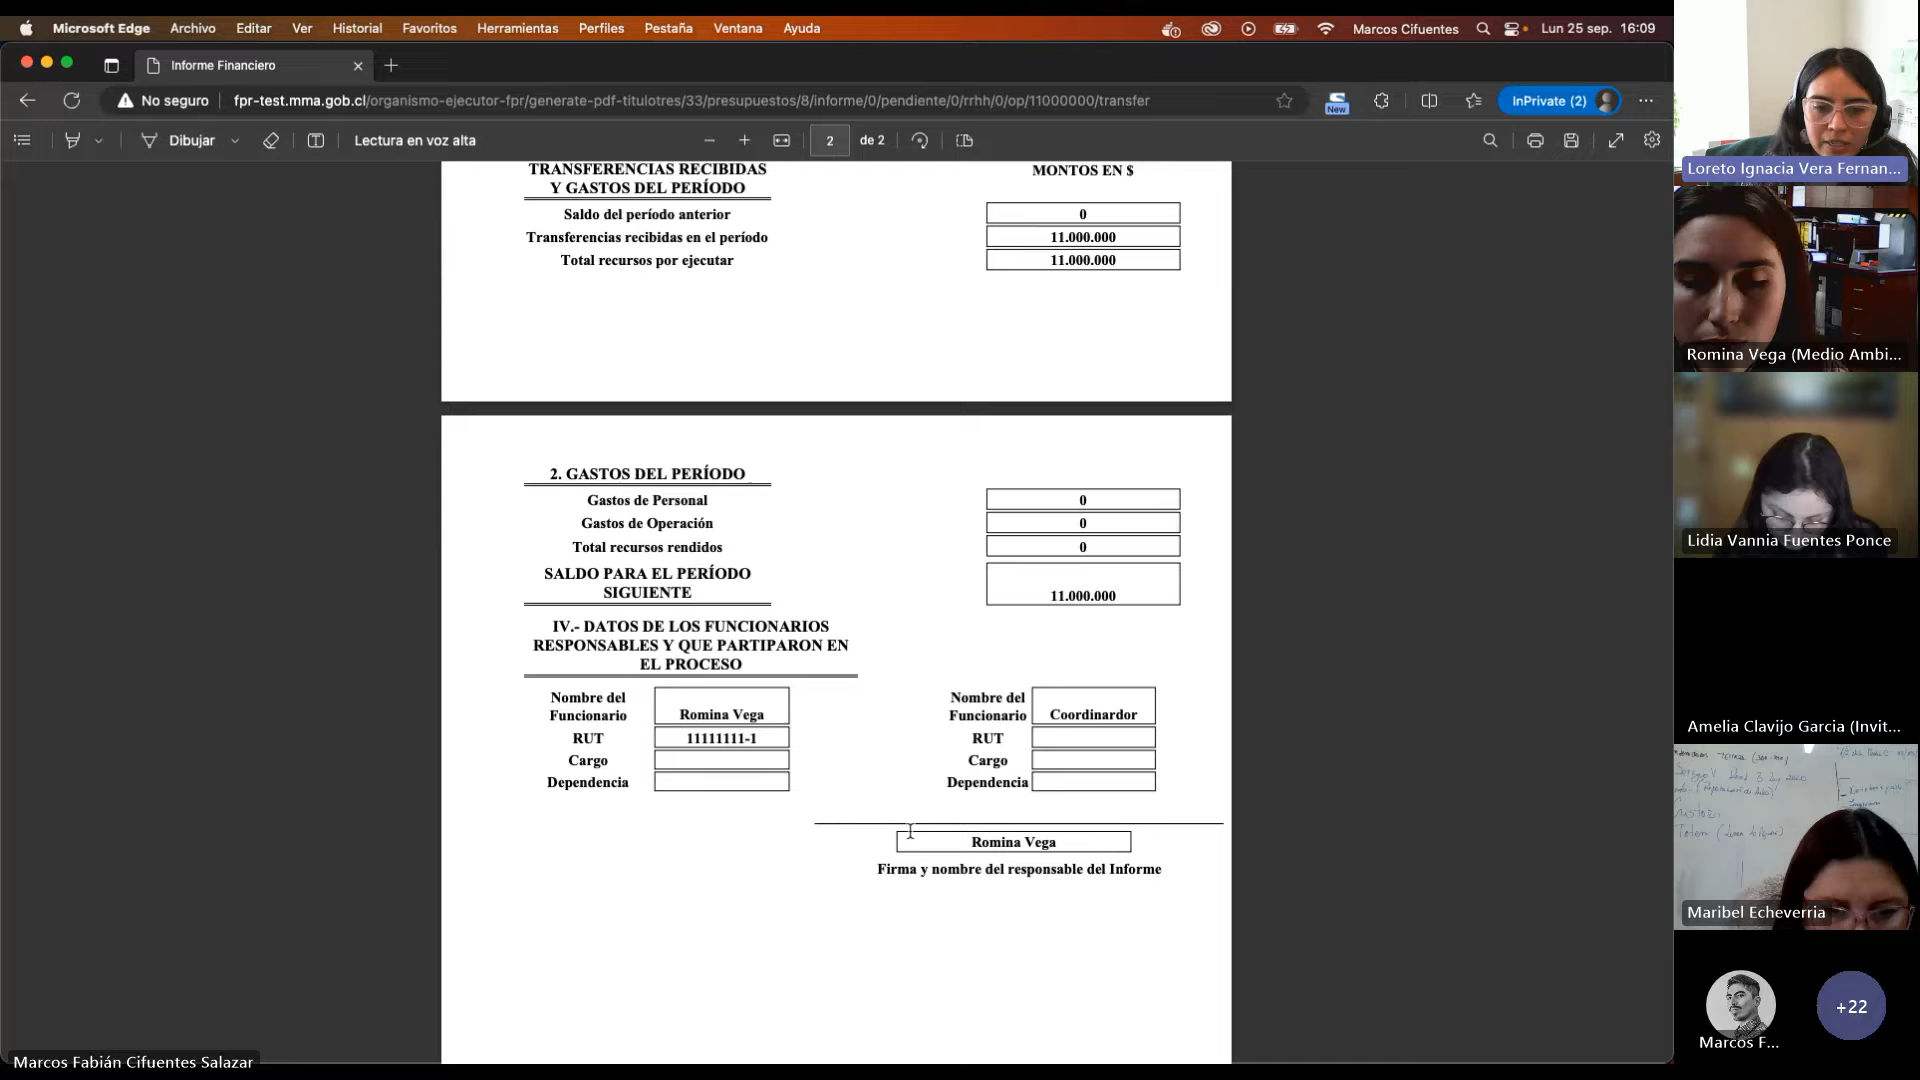 Microsoft Edge Archivo Editar Ver Historial Favoritos Herramientas Perfiles Pestaña Ventana Ayuda Marcos Cifuentes Lun 25 sep. 16:09
Informe Financiero
No seguro fpr-test.mma.gob.cl/organismo-ejecutor-fpr/generate-pdf-titulotres/33/presupuestos/8/informe/0/pendiente/0/rrhh/0/op/11000000/transfer New InPrivate (2)
Dibujar Lectura en voz alta 2 de 2
TRANSFERENCIAS RECIBIDAS MONTOS EN $
Y GASTOS DEL PERÍODO
Saldo del período anterior 0
Transferencias recibidas en el período 11.000.000
Total recursos por ejecutar 11.000.000
2. GASTOS DEL PERÍODO
Gastos de Personal 0
Gastos de Operación 0
Total recursos rendidos 0
SALDO PARA EL PERÍODO
SIGUIENTE 11.000.000
IV.- DATOS DE LOS FUNCIONARIOS
RESPONSABLES Y QUE PARTIPARON EN
EL PROCESO
Nombre del Nombre del
Funcionario Romina Vega Funcionario Coordinardor
RUT 11111111-1 RUT
Cargo Cargo
Dependencia Dependencia
Romina Vega
Firma y nombre del responsable del Informe
Loreto Ignacia Vera Fernan...
Romina Vega (Medio Ambi...
Lidia Vannia Fuentes Ponce
Amelia Clavijo Garcia (Invit...
Maribel Echeverria
+22
Marcos F...
Marcos Fabián Cifuentes Salazar